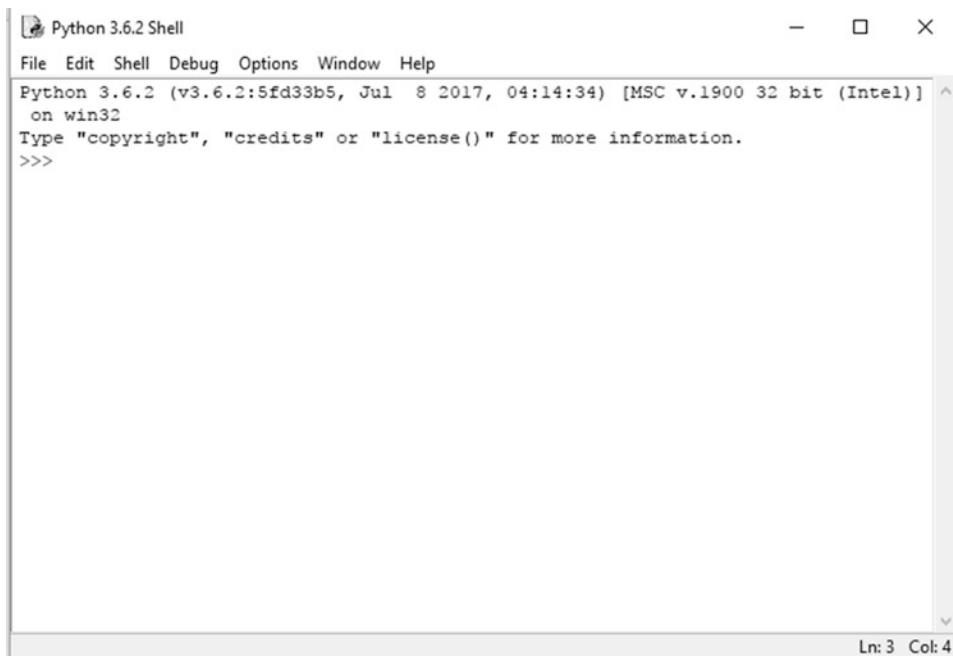 Python 3.6.2 Shell
File Edit Shell Debug Options Window Help
Python 3.6.2 (v3.6.2:5fd33b5, Jul  8 2017, 04:14:34) [MSC v.1900 32 bit (Intel)]
 on win32
Type "copyright", "credits" or "license()" for more information.
>>>
Ln: 3 Col: 4